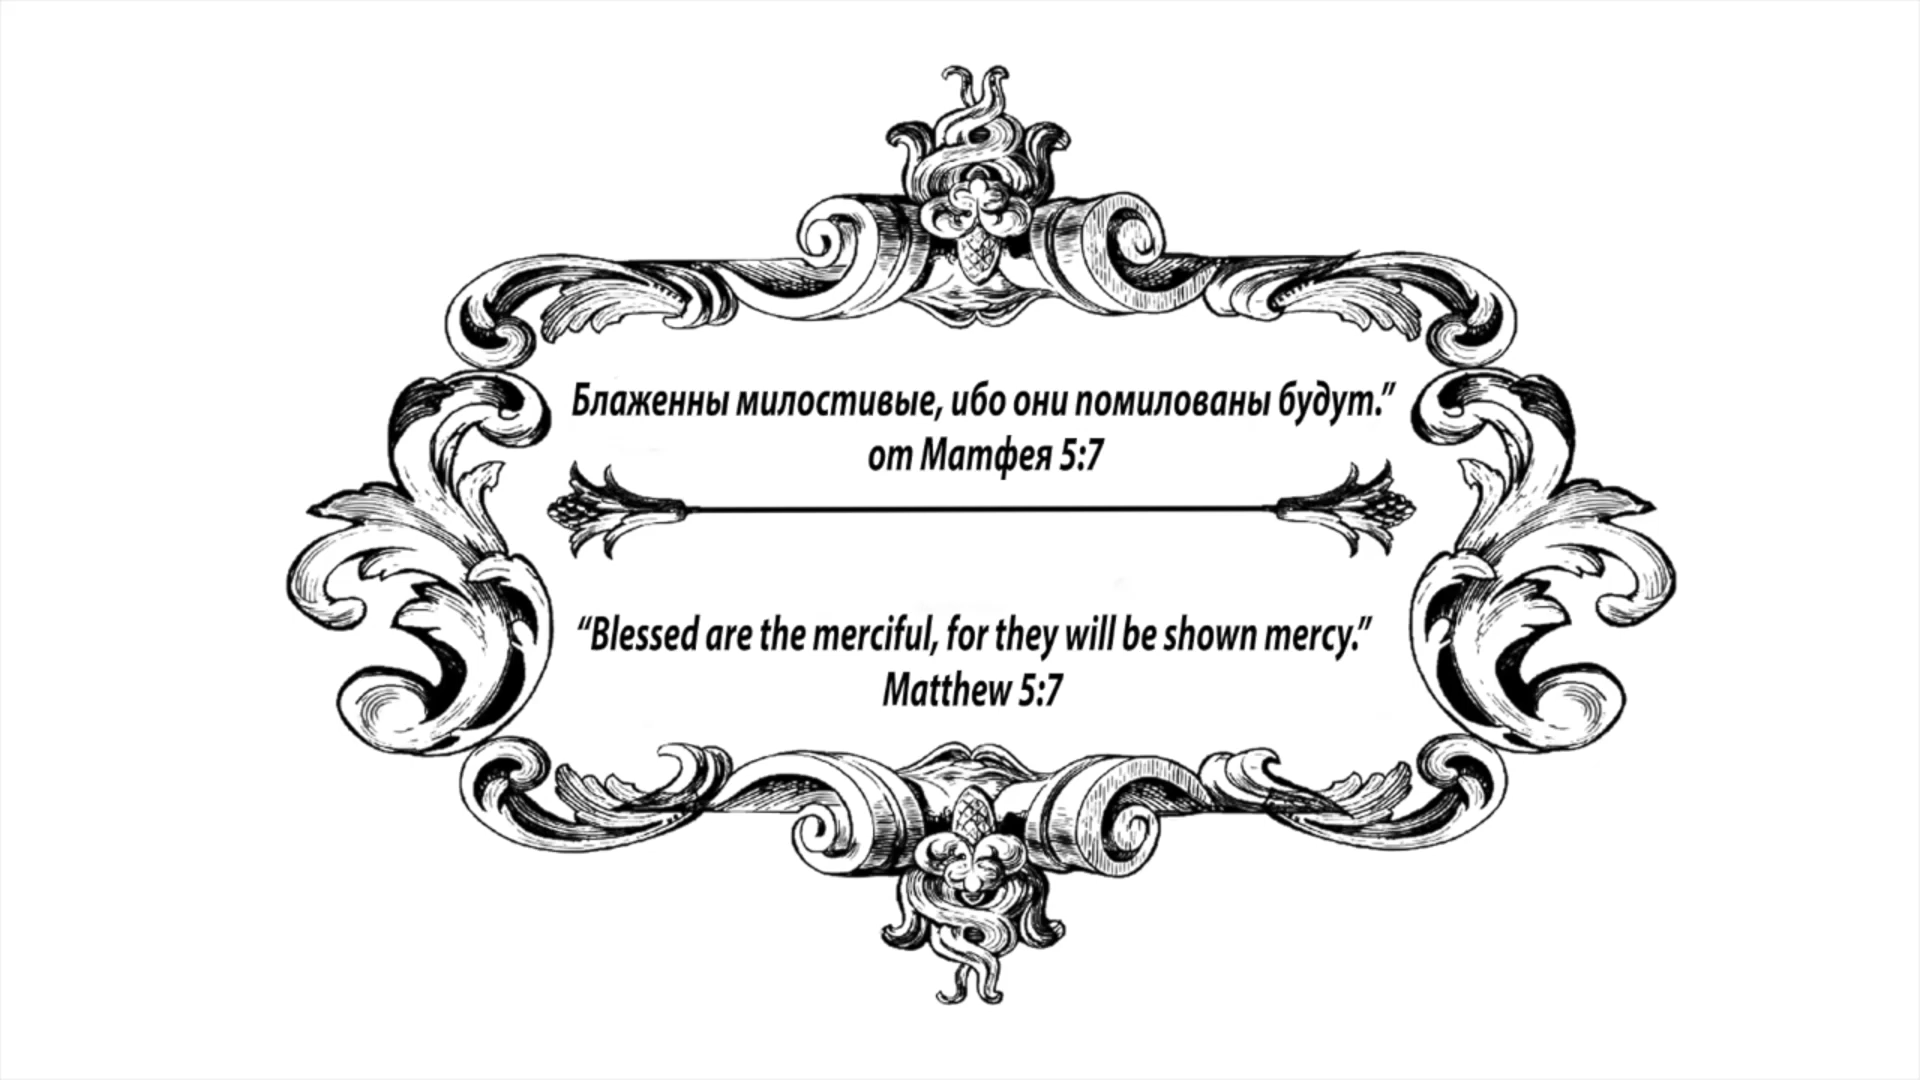 Блаженны милостивые, ибо они помилованы будут.”
от Матфея 5:7
“Blessed are the merciful, for they will be shown mercy.”
Matthew 5:7